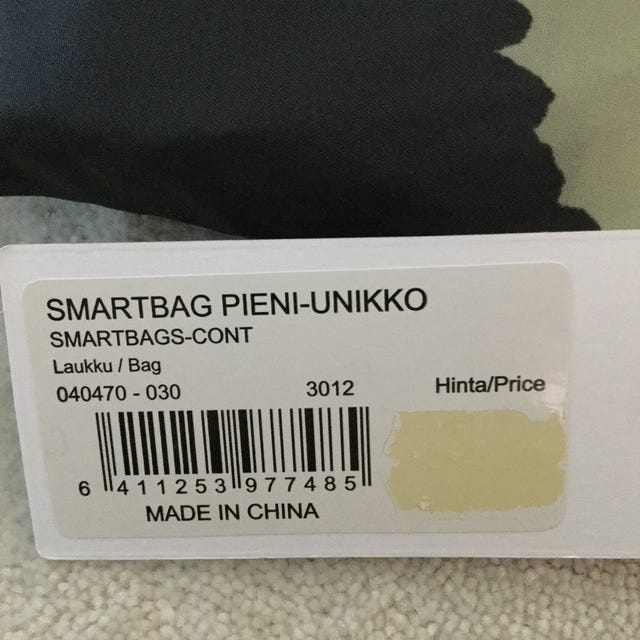 SMARTBAG PIENI-UNIKKO
SMARTBAGS-CONT
Laukku / Bag
040470 - 030 3012 Hinta/Price
6 411253 977485
MADE IN CHINA